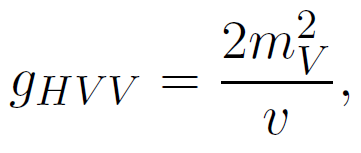 $g_{HVV} = \frac{2m_V^2}{v},$